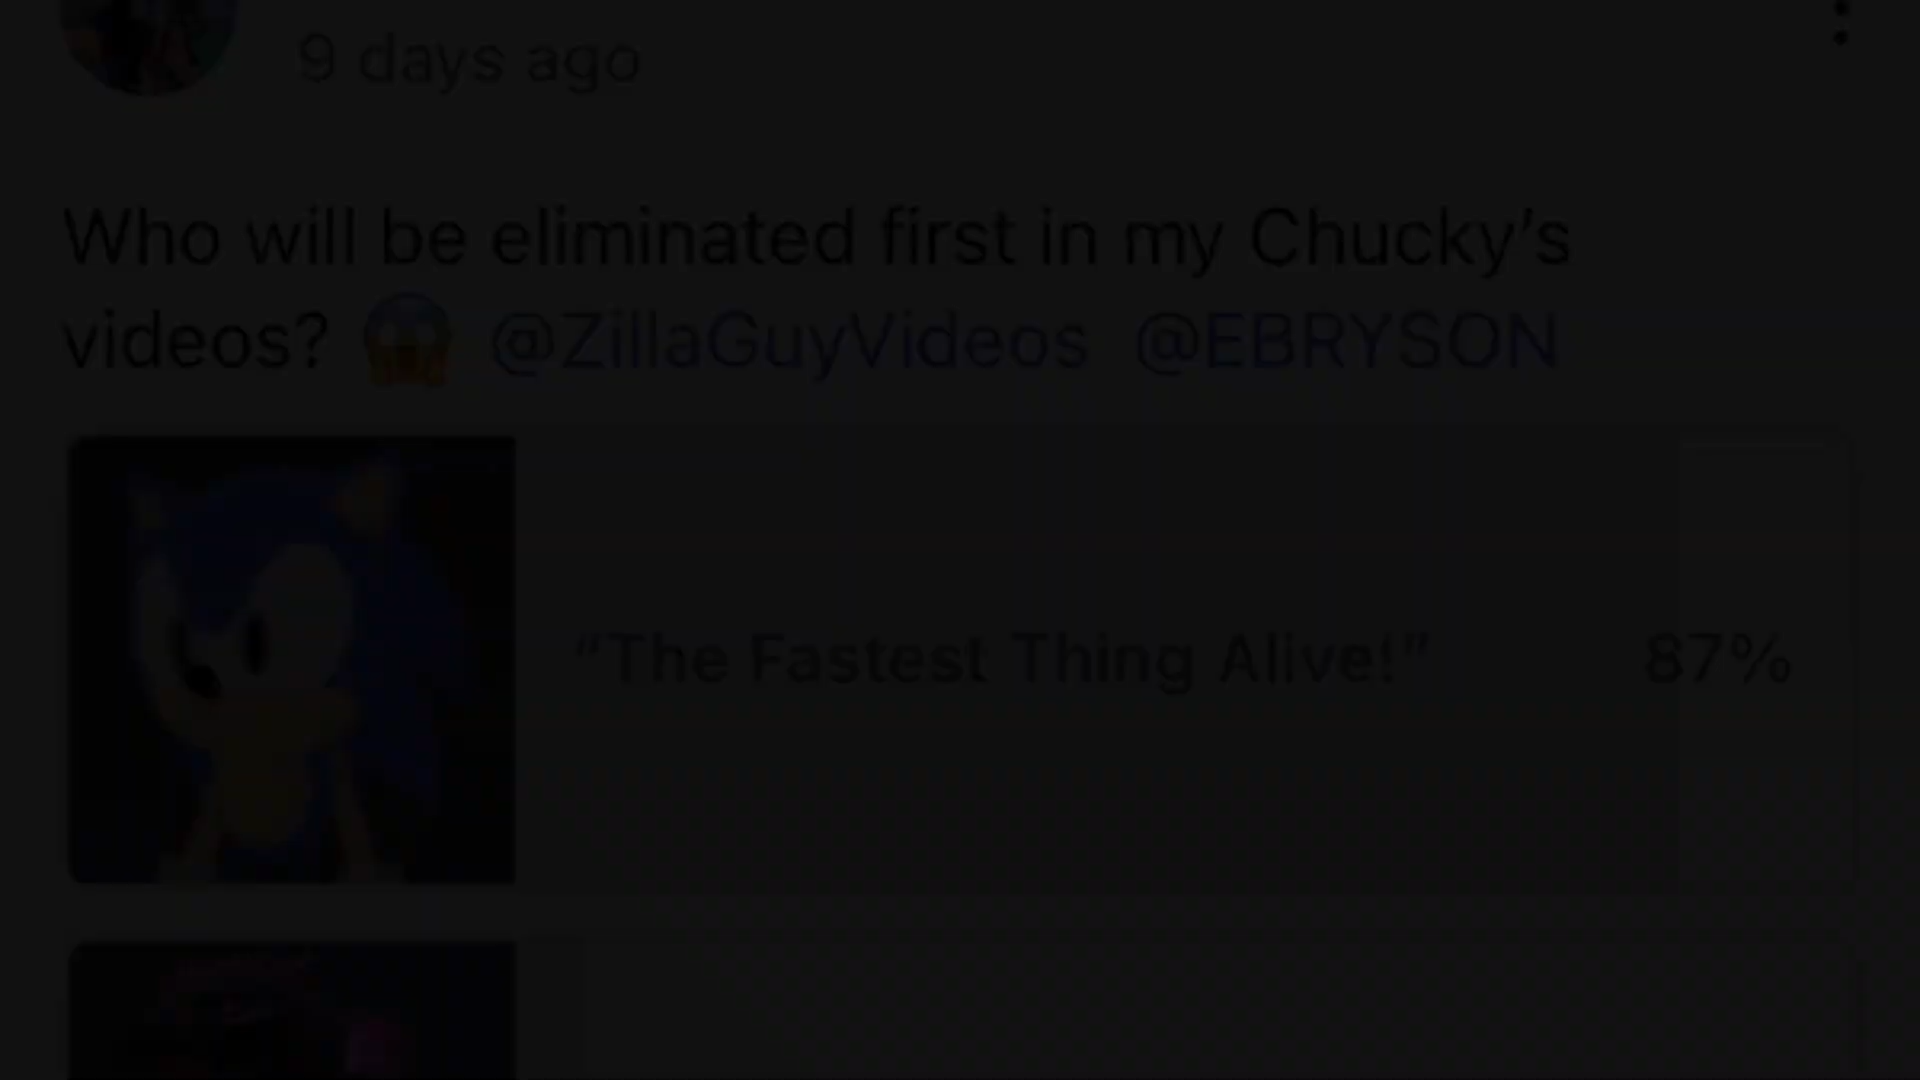 9 days ago
Who will be eliminated first in my Chucky’s
videos? 😱 @ZillaGuyVideos @EBRYSON
“The Fastest Thing Alive!” 87%